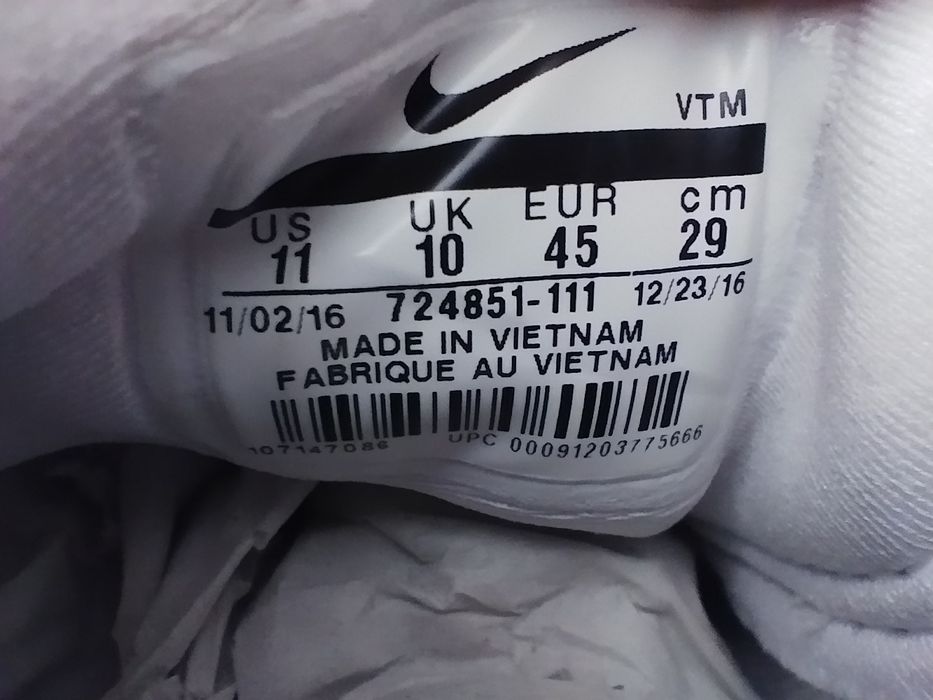 VTM
US UK EUR cm
11 10 45 29
11/02/16 724851-111 12/23/16
MADE IN VIETNAM
FABRIQUE AU VIETNAM
107147086 UPC 00091203775666